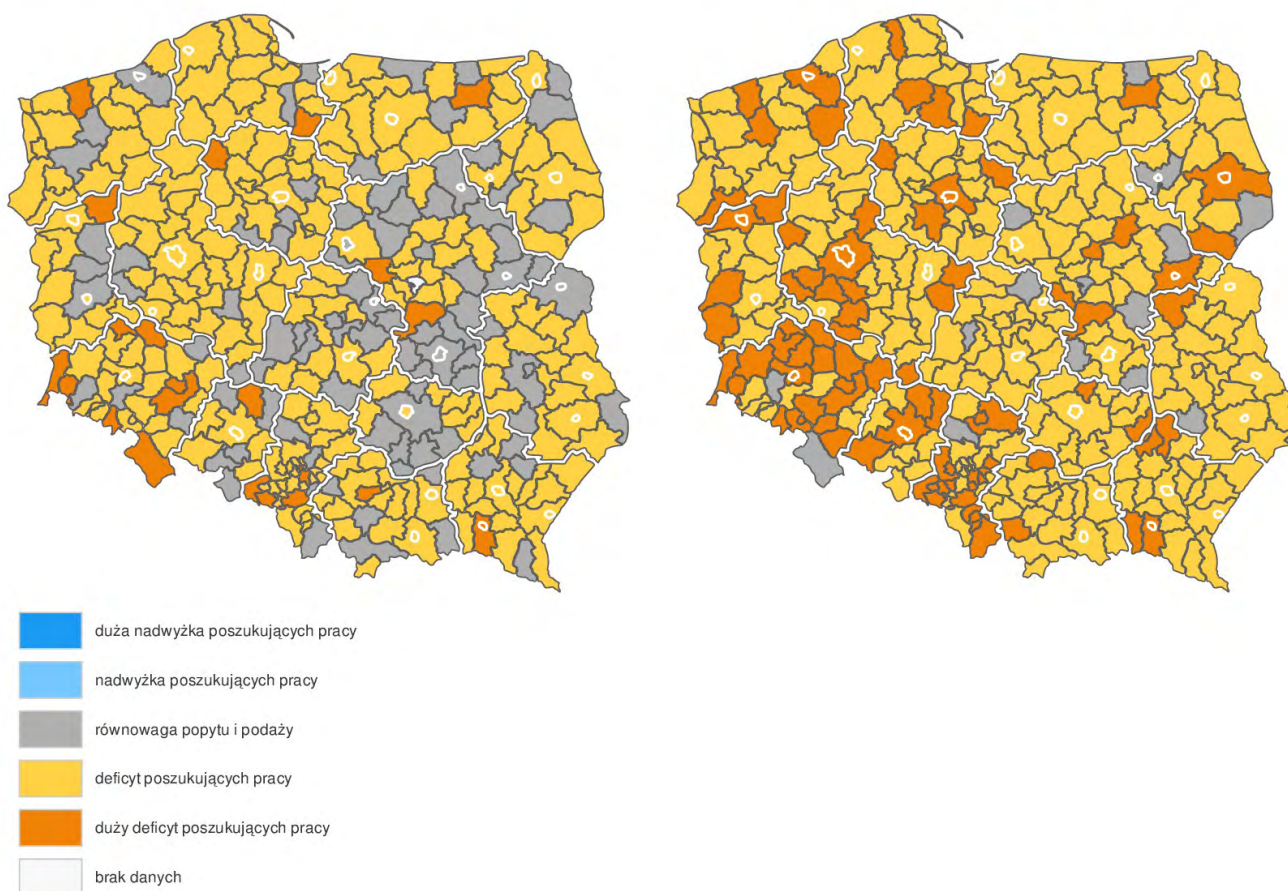 duża nadwyżka poszukujących pracy
nadwyżka poszukujących pracy
równowaga popytu i podaży
deficyt poszukujących pracy
duży deficyt poszukujących pracy
brak danych